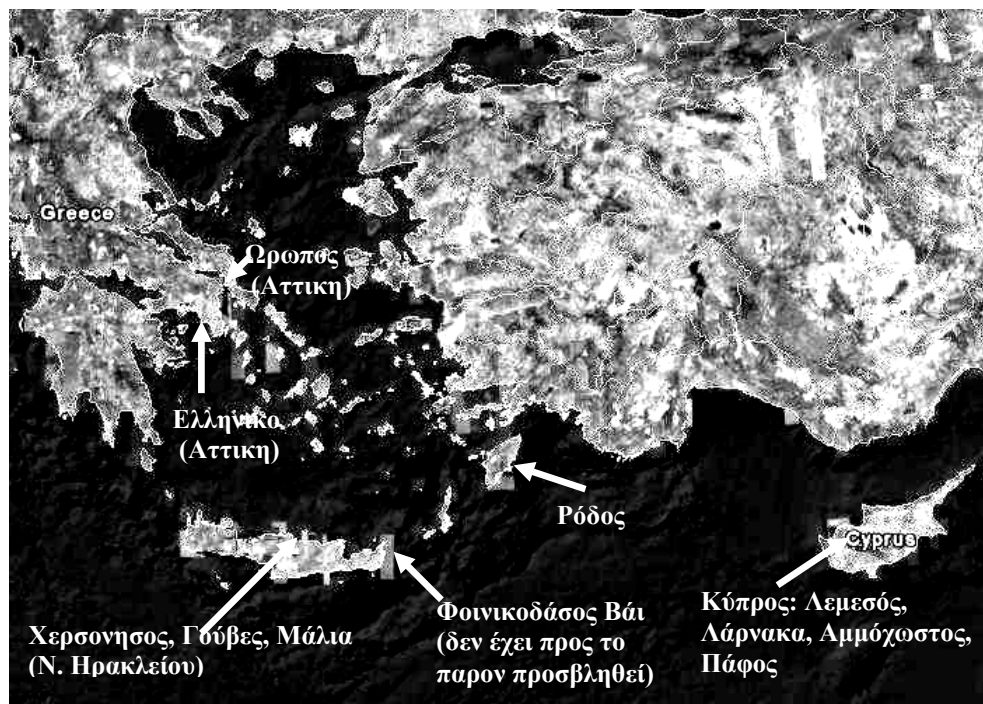 Greece
Ωρωπος
(Αττικη)
Ελληνικο
(Αττικη)
Ρόδος
Cyprus
Χερσονησος, Γούβες, Μάλια
(Ν. Ηρακλείου)
Φοινικοδάσος Βάι
(δεν έχει προς το
παρον προσβληθεί)
Κύπρος: Λεμεσός,
Λάρνακα, Αμμόχωστος,
Πάφος